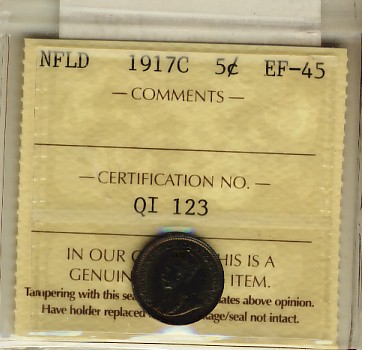 NFLD 1917C 5¢ EF-45
— COMMENTS —
— CERTIFICATION NO. —
QI 123
IN OUR HIS IS A
GENUIN ITEM.
Tampering with this sea ates above opinion.
Have holder replaced age/seal not intact.